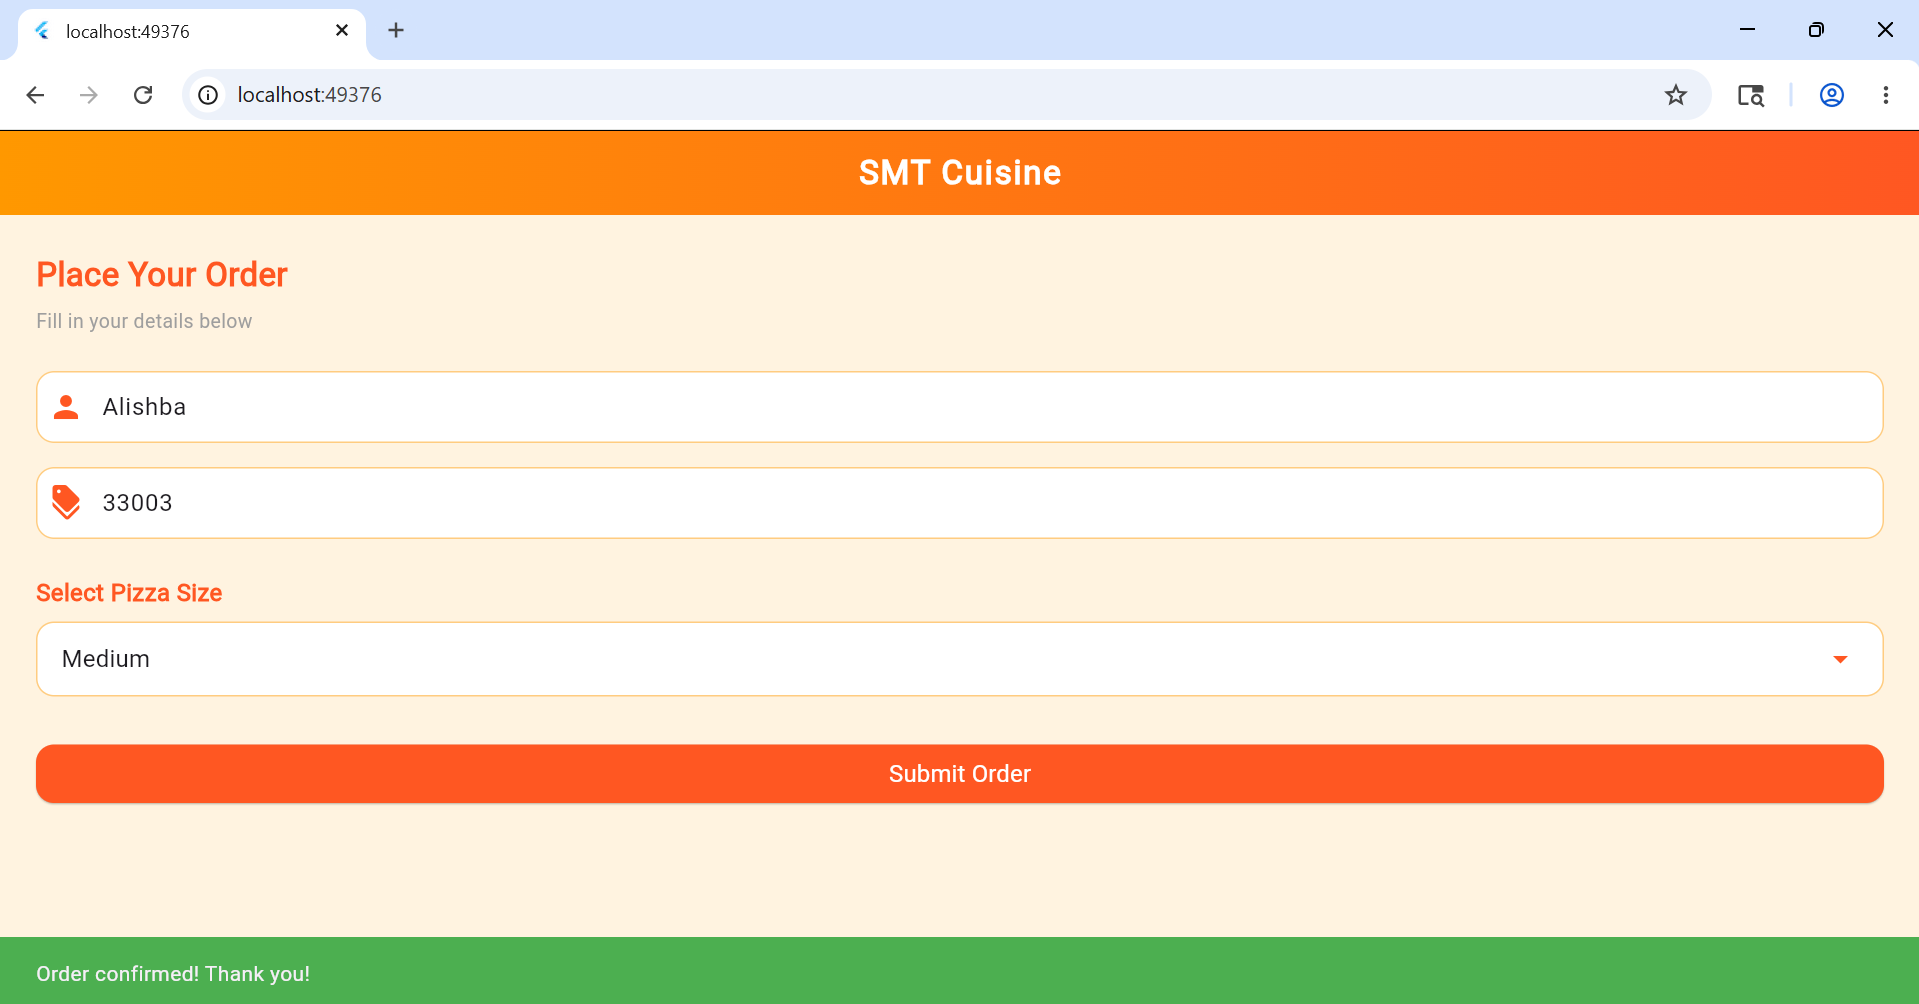 localhost:49376
localhost:49376
SMT Cuisine
Place Your Order
Fill in your details below
Alishba
33003
Select Pizza Size
Medium
Submit Order
Order confirmed! Thank you!